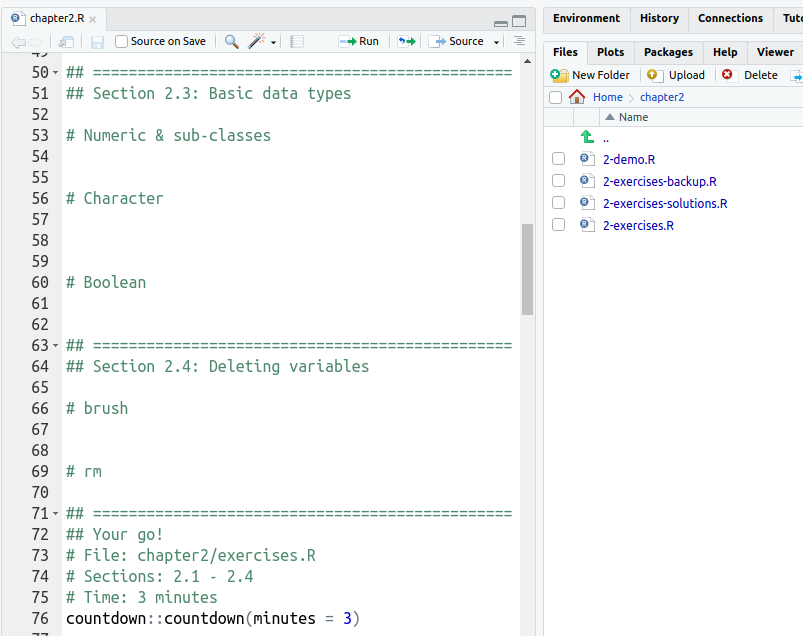 chapter2.R
Source on Save
Run
Source
50 ## ===============================================
51 ## Section 2.3: Basic data types
52
53 # Numeric & sub-classes
54
55
56 # Character
57
58
59
60 # Boolean
61
62
63 ## ===============================================
64 ## Section 2.4: Deleting variables
65
66 # brush
67
68
69 # rm
70
71 ## ===============================================
72 ## Your go!
73 # File: chapter2/exercises.R
74 # Sections: 2.1 - 2.4
75 # Time: 3 minutes
76 countdown::countdown(minutes = 3)
Environment History Connections
Files Plots Packages Help Viewer
New Folder Upload Delete
Home chapter2
Name
..
2-demo.R
2-exercises-backup.R
2-exercises-solutions.R
2-exercises.R